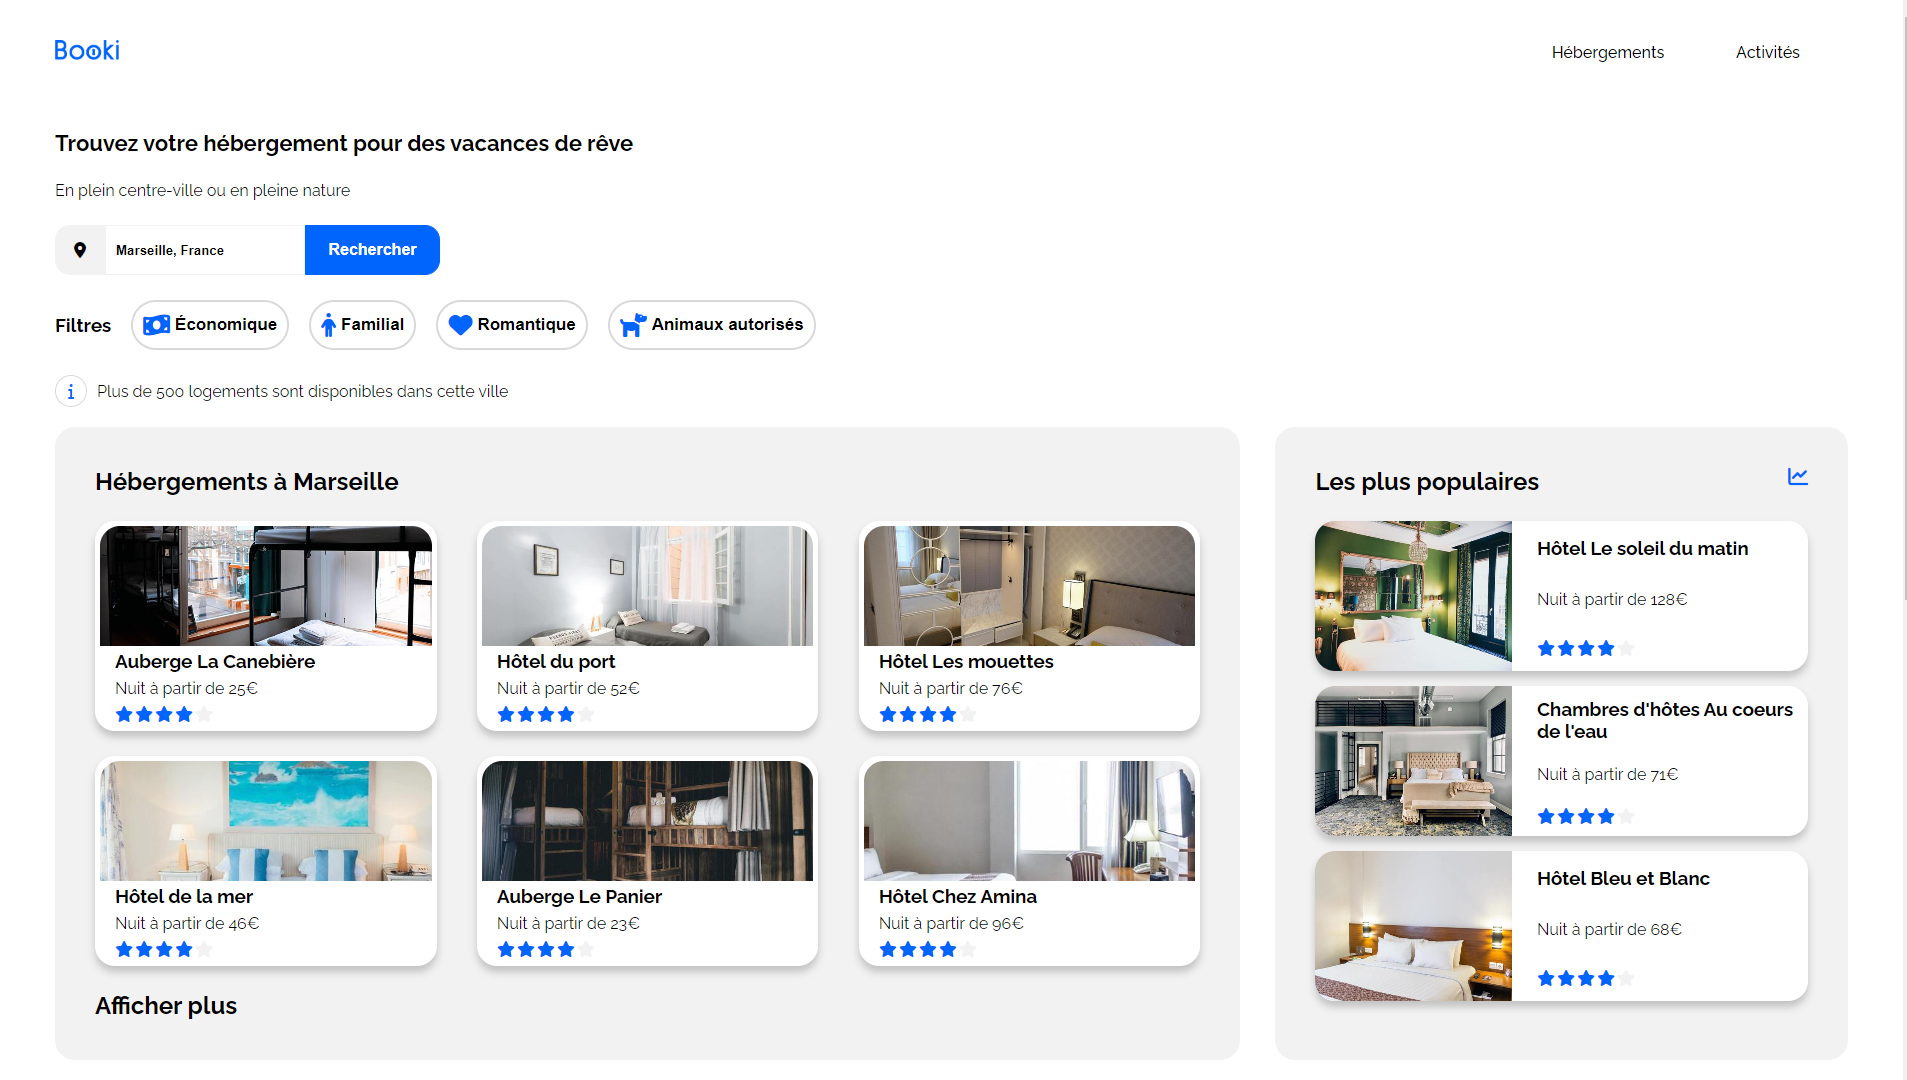 Booki
Hébergements
Activités
Trouvez votre hébergement pour des vacances de rêve
En plein centre-ville ou en pleine nature
Marseille, France
Rechercher
Filtres
Économique
Familial
Romantique
Animaux autorisés
Plus de 500 logements sont disponibles dans cette ville
Hébergements à Marseille
Auberge La Canebière
Nuit à partir de 25€
Hôtel du port
Nuit à partir de 52€
Hôtel Les mouettes
Nuit à partir de 76€
Hôtel de la mer
Nuit à partir de 46€
Auberge Le Panier
Nuit à partir de 23€
Hôtel Chez Amina
Nuit à partir de 96€
Afficher plus
Les plus populaires
Hôtel Le soleil du matin
Nuit à partir de 128€
Chambres d'hôtes Au coeurs
de l'eau
Nuit à partir de 71€
Hôtel Bleu et Blanc
Nuit à partir de 68€